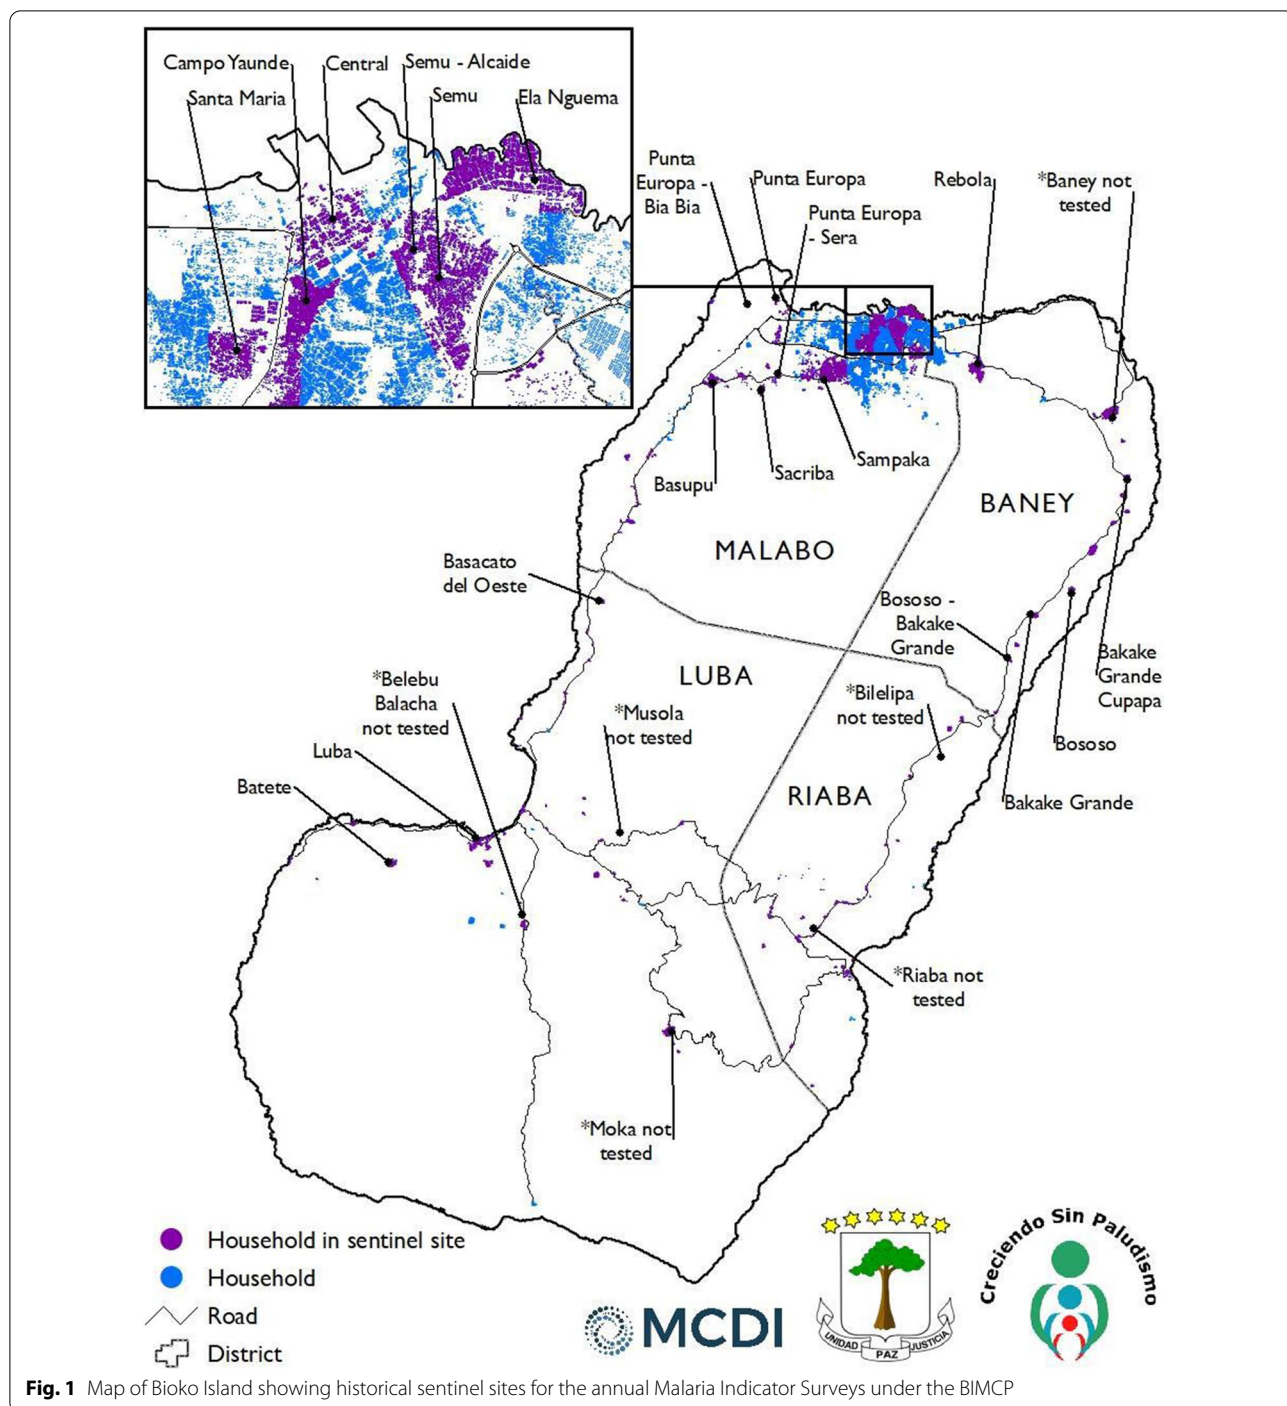 Campo Yaunde
Central
Semu - Alcaide
Santa Maria
Semu
Ela Nguema
Punta
Europa -
Bia Bia
Punta Europa
Punta Europa
- Sera
Rebola
*Baney not
tested
Basupu
Sacriba
Sampaka
BANEY
MALABO
Basacato
del Oeste
Bososo -
Bakake
Grande
Bakake
Grande
Cupapa
LUBA
*Belebu
Balacha
not tested
*Musola
not tested
*Bilelipa
not tested
Bososo
Luba
Batete
RIABA
Bakake Grande
*Riaba not
tested
*Moka not
tested
Household in sentinel site
Household
Road
District
MCDI
UNIDAD PAZ JUSTICIA
Creciendo Sin Paludismo
Fig. 1 Map of Bioko Island showing historical sentinel sites for the annual Malaria Indicator Surveys under the BIMCP